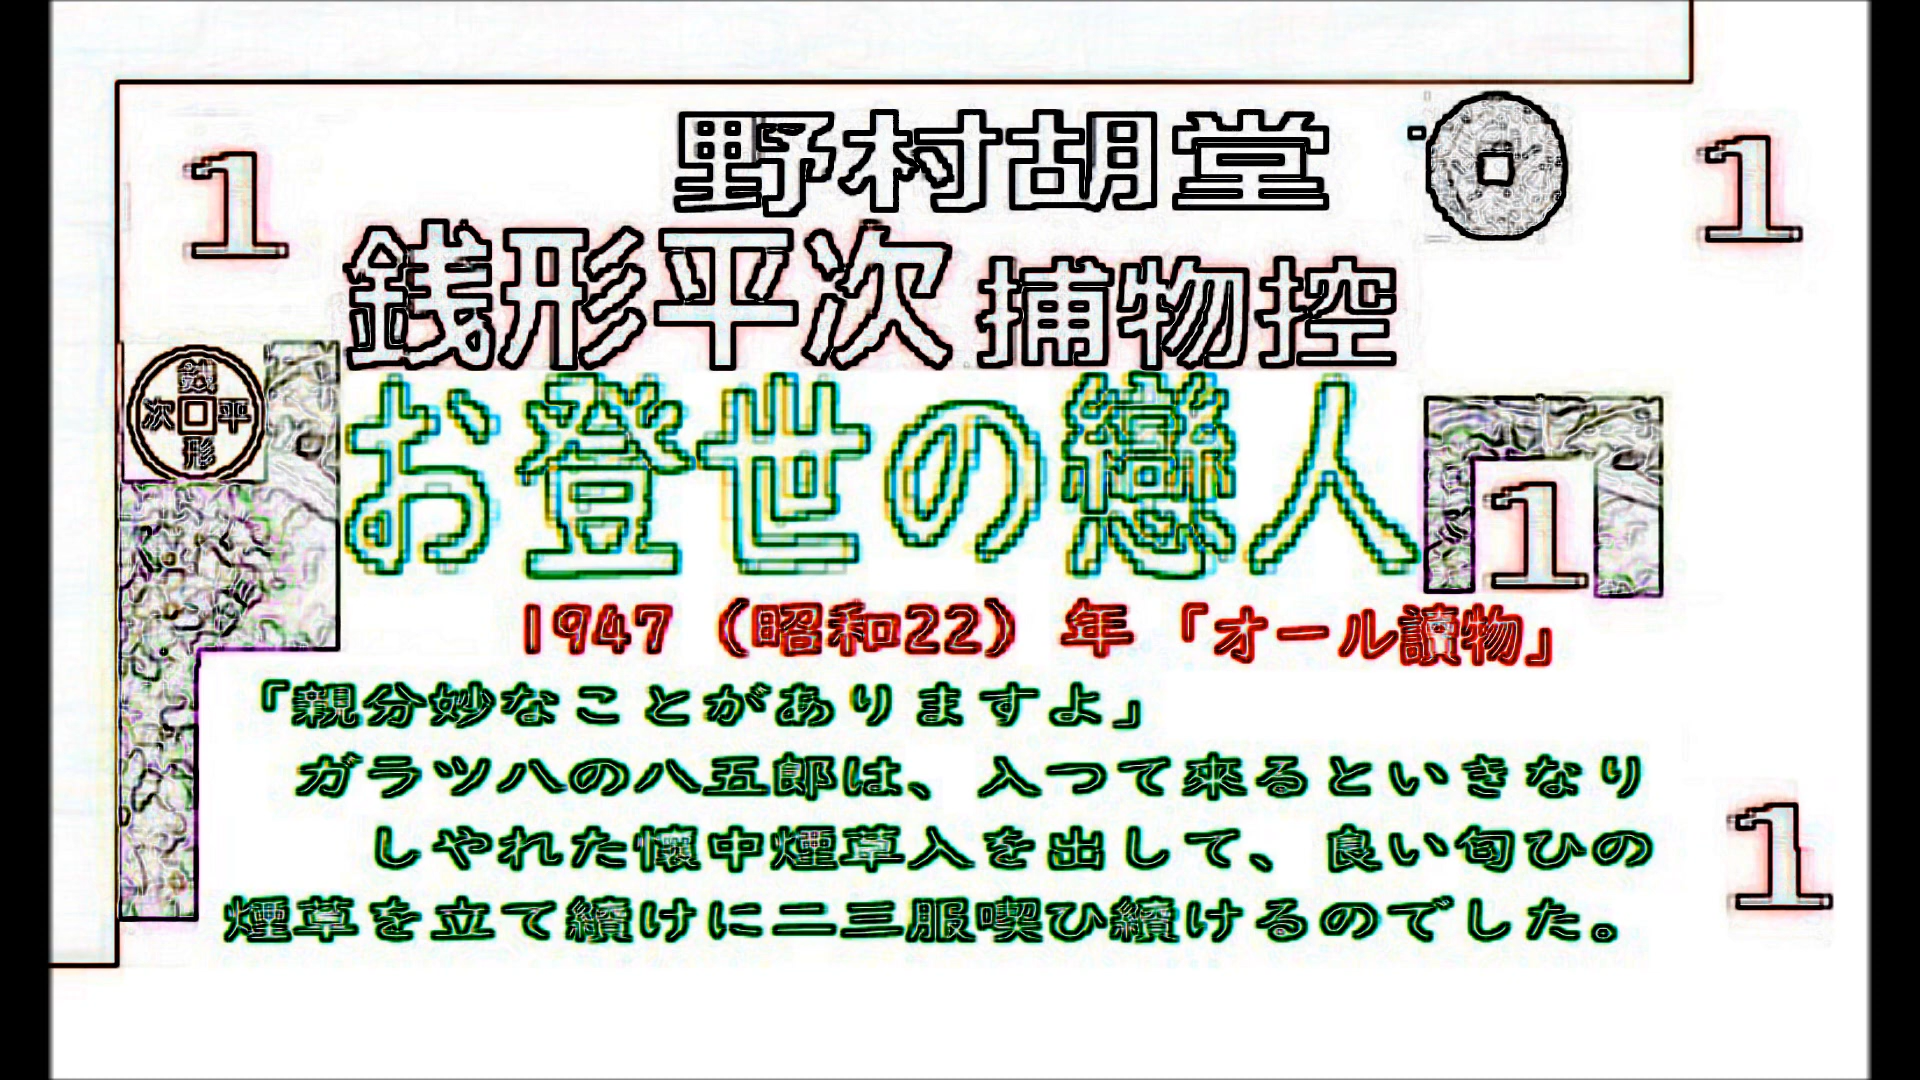 野村胡堂
1
1
銭形平次 捕物控
銭
次 平
形
お登世の戀人
1
1947 (昭和22) 年 「オール讀物」
「親分妙なことがありますよ」
ガラツ八の八五郎は、入つて來るといきなり
しやれた懷中煙草入を出して、良い匂ひの
1
煙草を立て續けに二三服喫ひ續けるのでした。